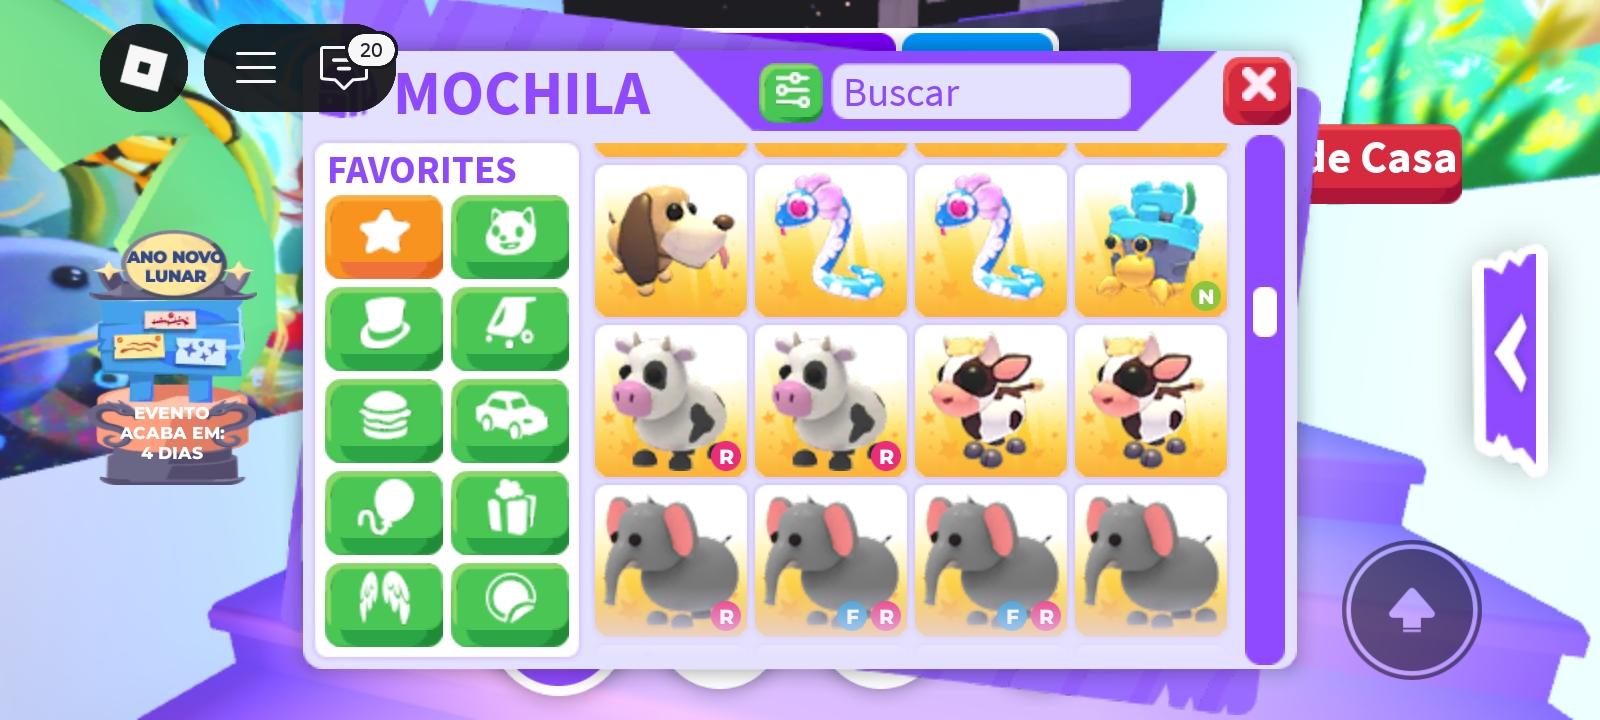 20
MOCHILA
Buscar
de Casa
FAVORITES
ANO NOVO
LUNAR
EVENTO
ACABA EM:
4 DIAS
N
R
R
R
F R
F R